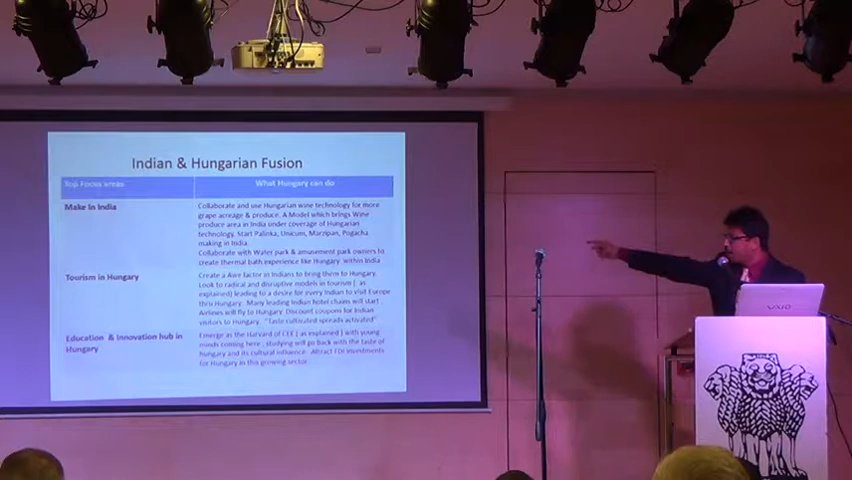 Indian & Hungarian Fusion
Top Focus areas
What Hungary can do
Make In India
Collaborate and use Hungarian wine technology for more
grape acreage & produce. A Model which brings Wine
produce area in India under coverage of Hungarian
technology. Start Palinka, Unicum, Marzipan, Pogacha
making in India.
Collaborate with Water park & amusement park owners to
create thermal bath experience like Hungary within India
Tourism in Hungary
Create a Awe factor in Indians to bring them to Hungary.
Look to radical and disruptive models in tourism ( as
explained) leading to a desire for every Indian to visit Europe
thru Hungary. Many leading Indian hotel chains will start .
Airlines will fly to Hungary. Discount coupons for Indian
visitors to Hungary. "Taste cultivated spreads activated"
Education & Innovation hub in
Hungary
Emerge as the Harvard of CEE ( as explained ) with young
minds coming here , studying will go back with the taste of
hungary and its cultural influence. Attract FDI investments
for Hungary in this growing sector
VAIO